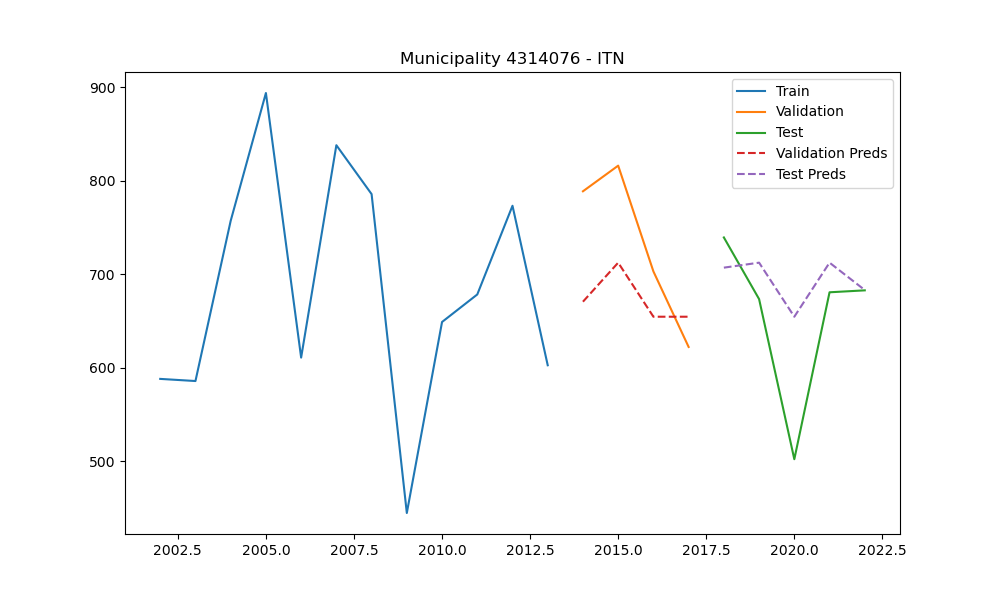 Municipality 4314076 - ITN
900
800
700
600
500
Train
Validation
Test
Validation Preds
Test Preds
2002.5 2005.0 2007.5 2010.0 2012.5 2015.0 2017.5 2020.0 2022.5